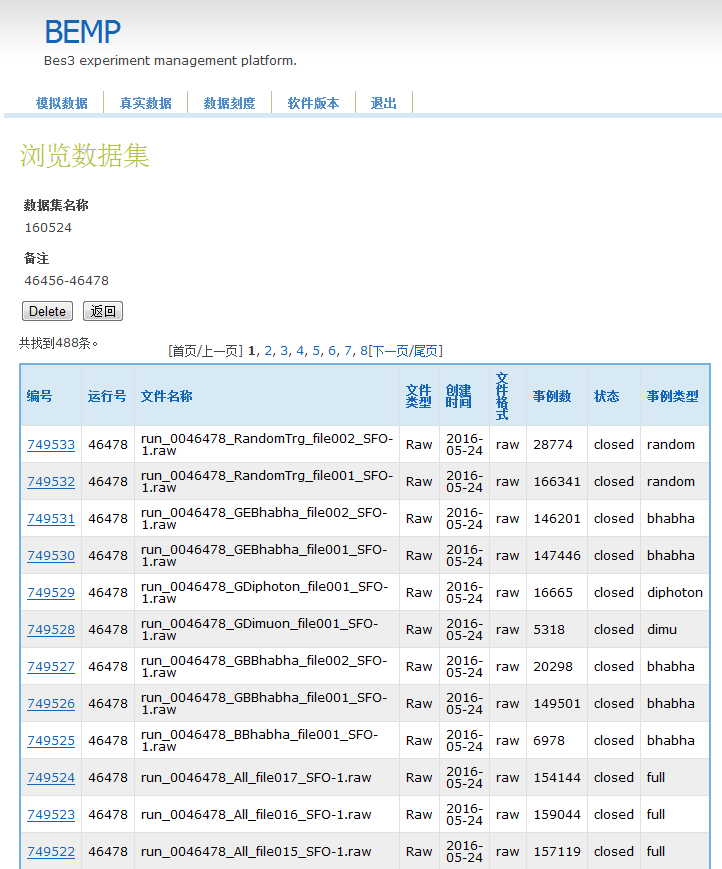 BEMP
Bes3 experiment management platform.
模拟数据 真实数据 数据刻度 软件版本 退出
浏览数据集
数据集名称
160524
备注
46456-46478
Delete 返回
共找到488条。
[首页/上一页] 1, 2, 3, 4, 5, 6, 7, 8[下一页/尾页]
编号 运行号 文件名称 文件类型 创建时间 文件格式 事例数 状态 事例类型
749533 46478 run_0046478_RandomTrg_file002_SFO-1.raw Raw 2016-05-24 raw 28774 closed random
749532 46478 run_0046478_RandomTrg_file001_SFO-1.raw Raw 2016-05-24 raw 166341 closed random
749531 46478 run_0046478_GEBhabha_file002_SFO-1.raw Raw 2016-05-24 raw 146201 closed bhabha
749530 46478 run_0046478_GEBhabha_file001_SFO-1.raw Raw 2016-05-24 raw 147446 closed bhabha
749529 46478 run_0046478_GDiphoton_file001_SFO-1.raw Raw 2016-05-24 raw 16665 closed diphoton
749528 46478 run_0046478_GDimuon_file001_SFO-1.raw Raw 2016-05-24 raw 5318 closed dimu
749527 46478 run_0046478_GBBhabha_file002_SFO-1.raw Raw 2016-05-24 raw 20298 closed bhabha
749526 46478 run_0046478_GBBhabha_file001_SFO-1.raw Raw 2016-05-24 raw 149501 closed bhabha
749525 46478 run_0046478_BBhabha_file001_SFO-1.raw Raw 2016-05-24 raw 6978 closed bhabha
749524 46478 run_0046478_All_file017_SFO-1.raw Raw 2016-05-24 raw 154144 closed full
749523 46478 run_0046478_All_file016_SFO-1.raw Raw 2016-05-24 raw 159044 closed full
749522 46478 run_0046478_All_file015_SFO-1.raw Raw 2016-05-24 raw 157119 closed full